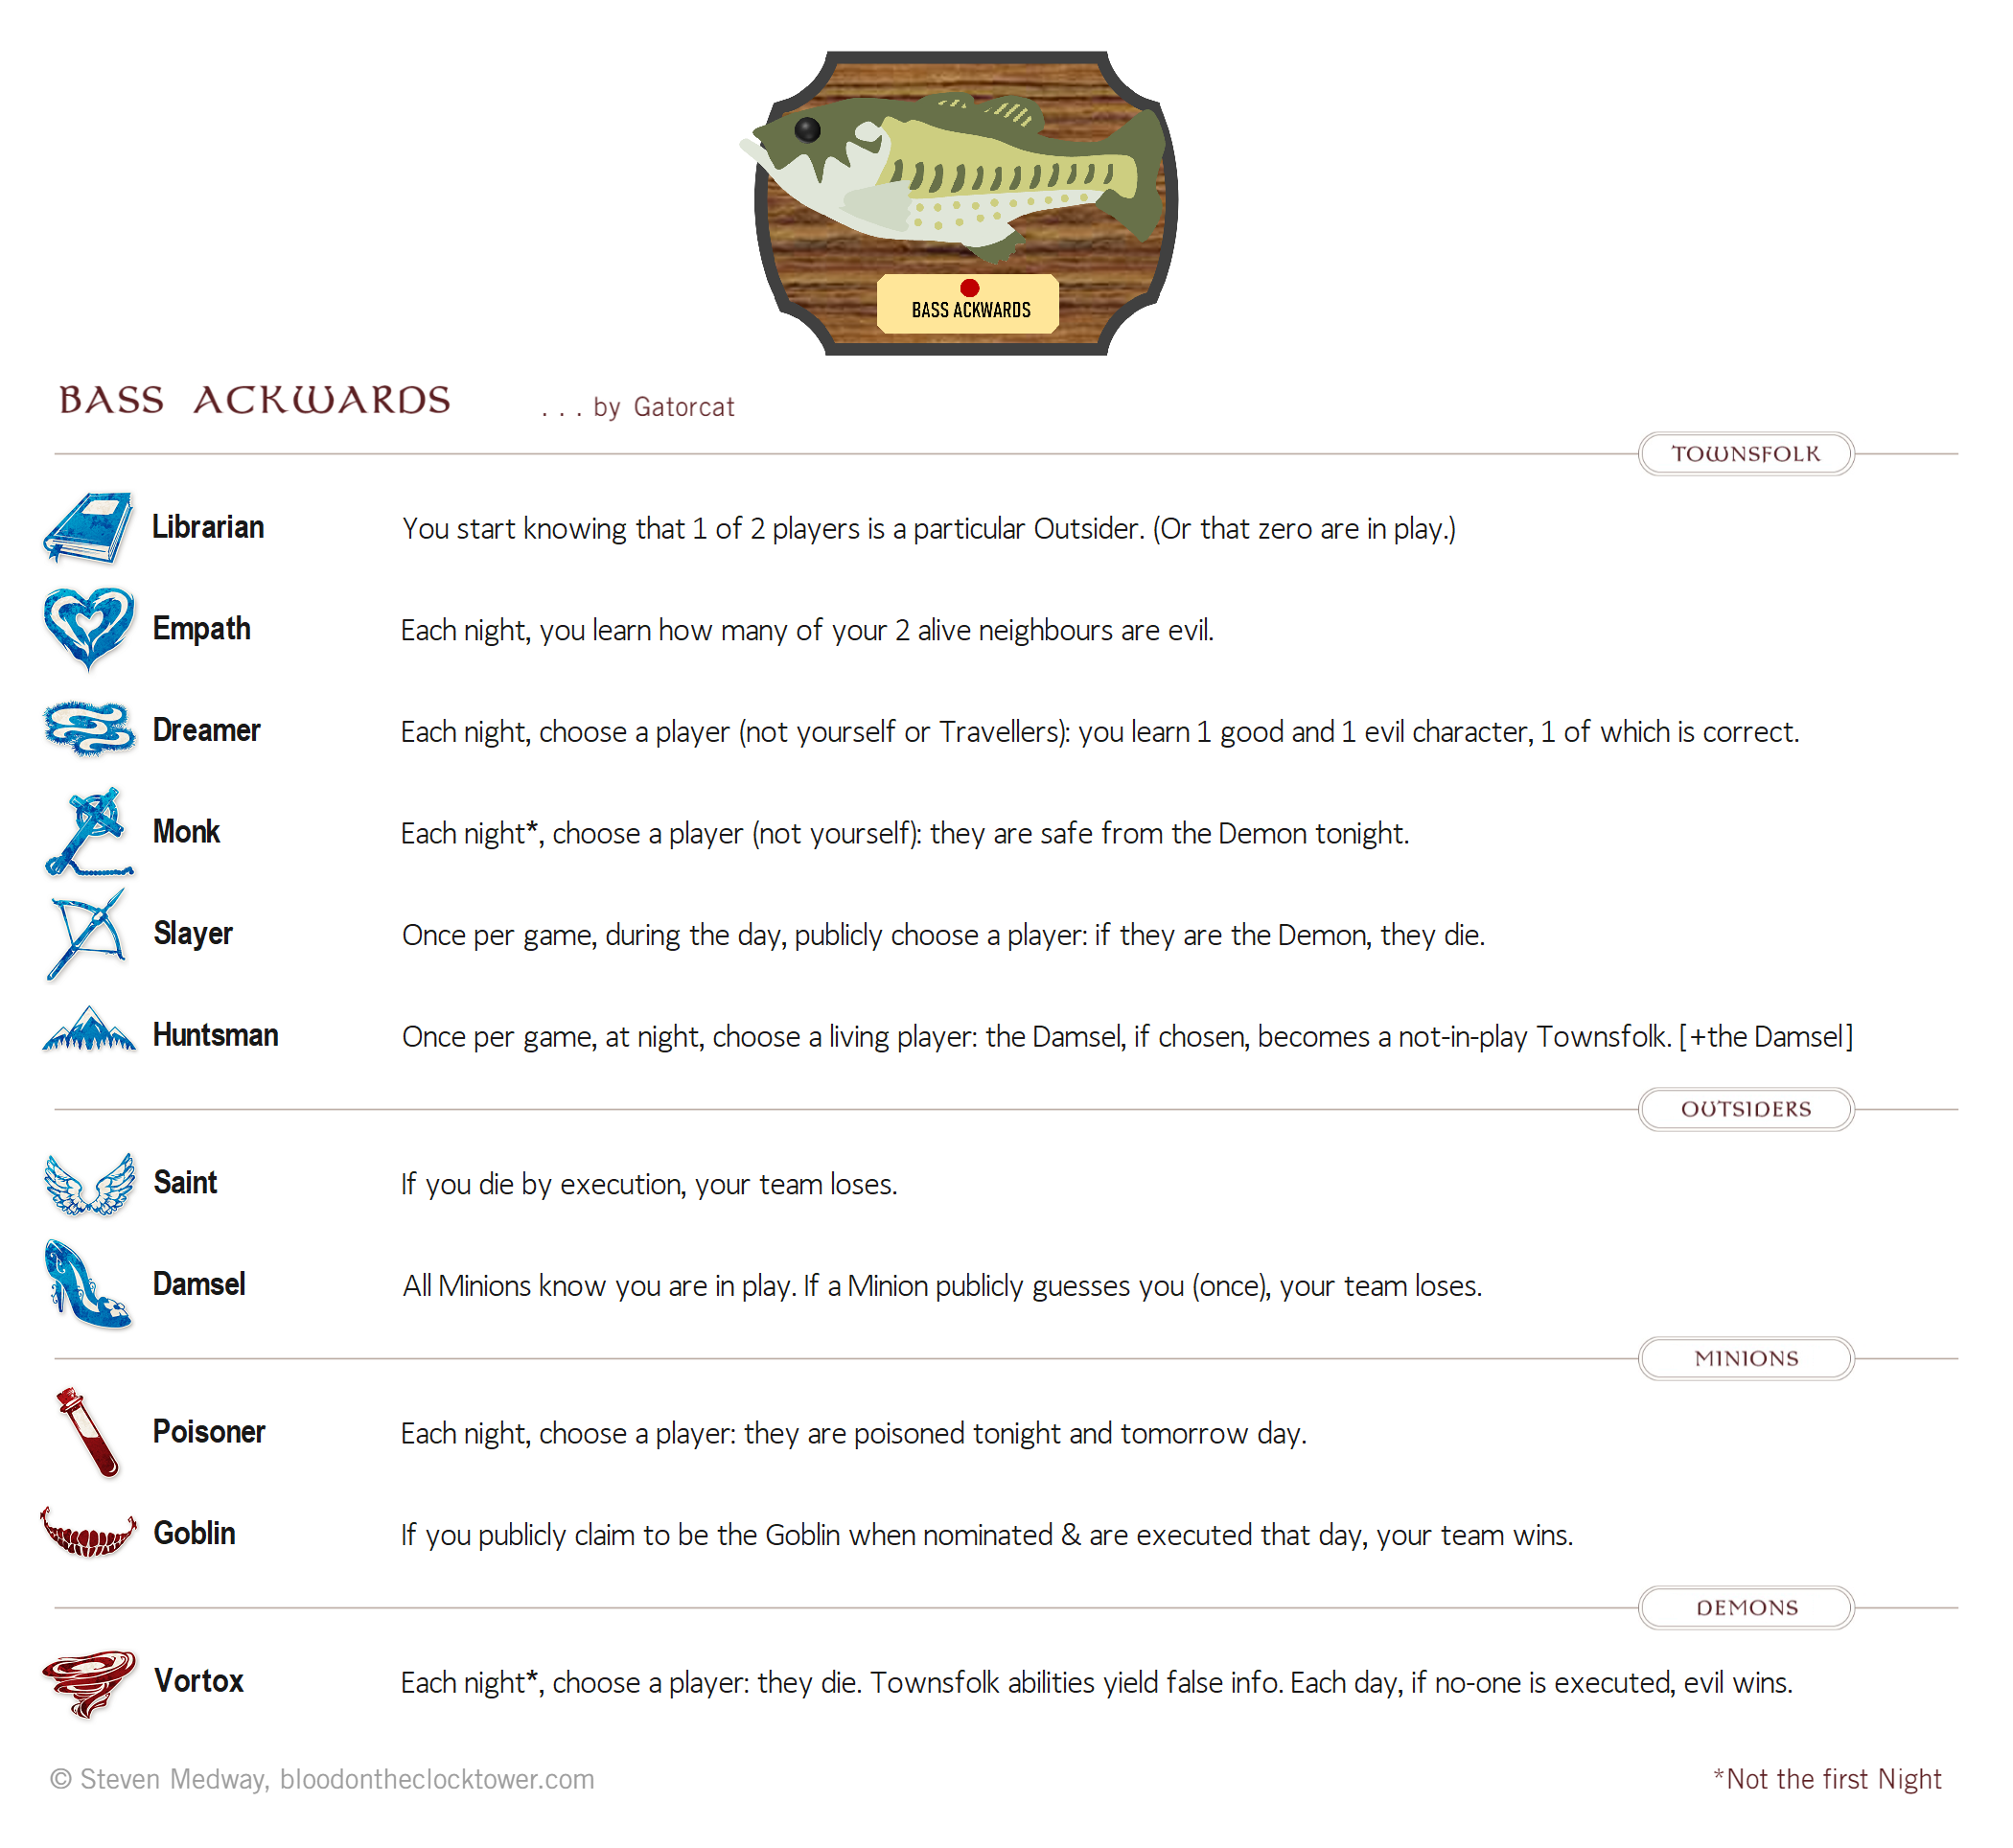 BASS ACKWARDS
BASS ACKWARDS . . . by Gatorcat
TOWNSFOLK
Librarian You start knowing that 1 of 2 players is a particular Outsider. (Or that zero are in play.)
Empath Each night, you learn how many of your 2 alive neighbours are evil.
Dreamer Each night, choose a player (not yourself or Travellers): you learn 1 good and 1 evil character, 1 of which is correct.
Monk Each night*, choose a player (not yourself): they are safe from the Demon tonight.
Slayer Once per game, during the day, publicly choose a player: if they are the Demon, they die.
Huntsman Once per game, at night, choose a living player: the Damsel, if chosen, becomes a not-in-play Townsfolk. [+the Damsel]
OUTSIDERS
Saint If you die by execution, your team loses.
Damsel All Minions know you are in play. If a Minion publicly guesses you (once), your team loses.
MINIONS
Poisoner Each night, choose a player: they are poisoned tonight and tomorrow day.
Goblin If you publicly claim to be the Goblin when nominated & are executed that day, your team wins.
DEMONS
Vortox Each night*, choose a player: they die. Townsfolk abilities yield false info. Each day, if no-one is executed, evil wins.
© Steven Medway, bloodontheclocktower.com *Not the first Night